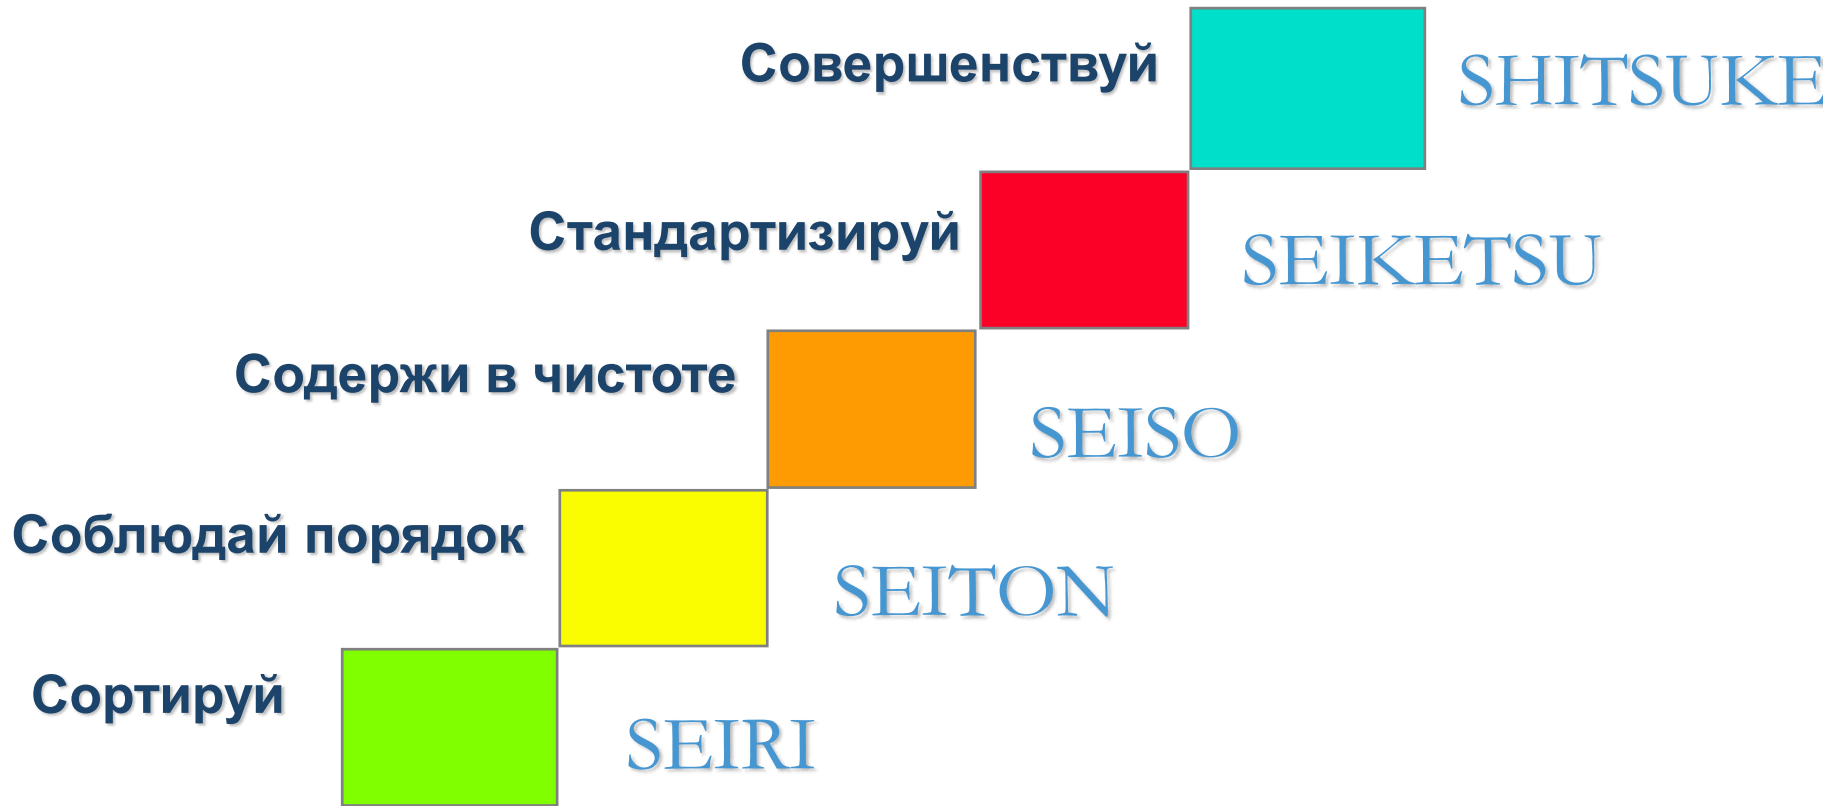 Совершенствуй
SHITSUKE
Стандартизируй
SEIKETSU
Содержи в чистоте
SEISO
Соблюдай порядок
SEITON
Сортируй
SEIRI